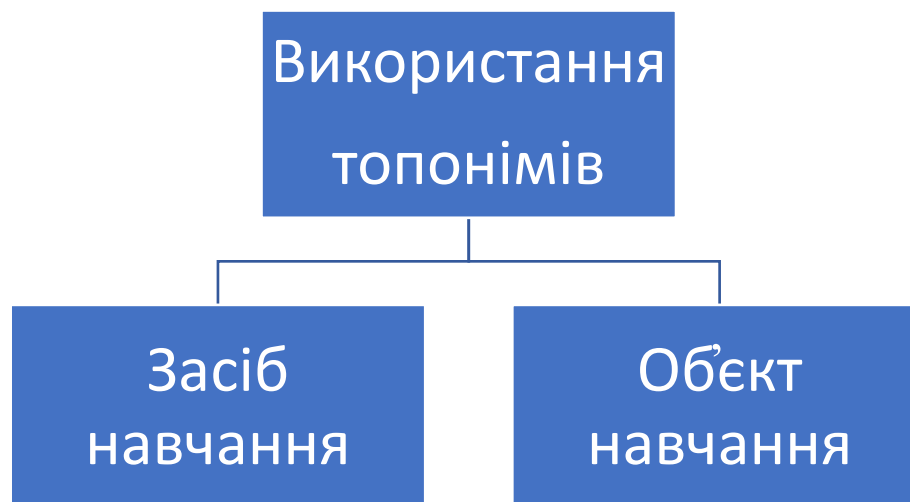 Використання
топонімів
Засіб
навчання
Об'єкт
навчання